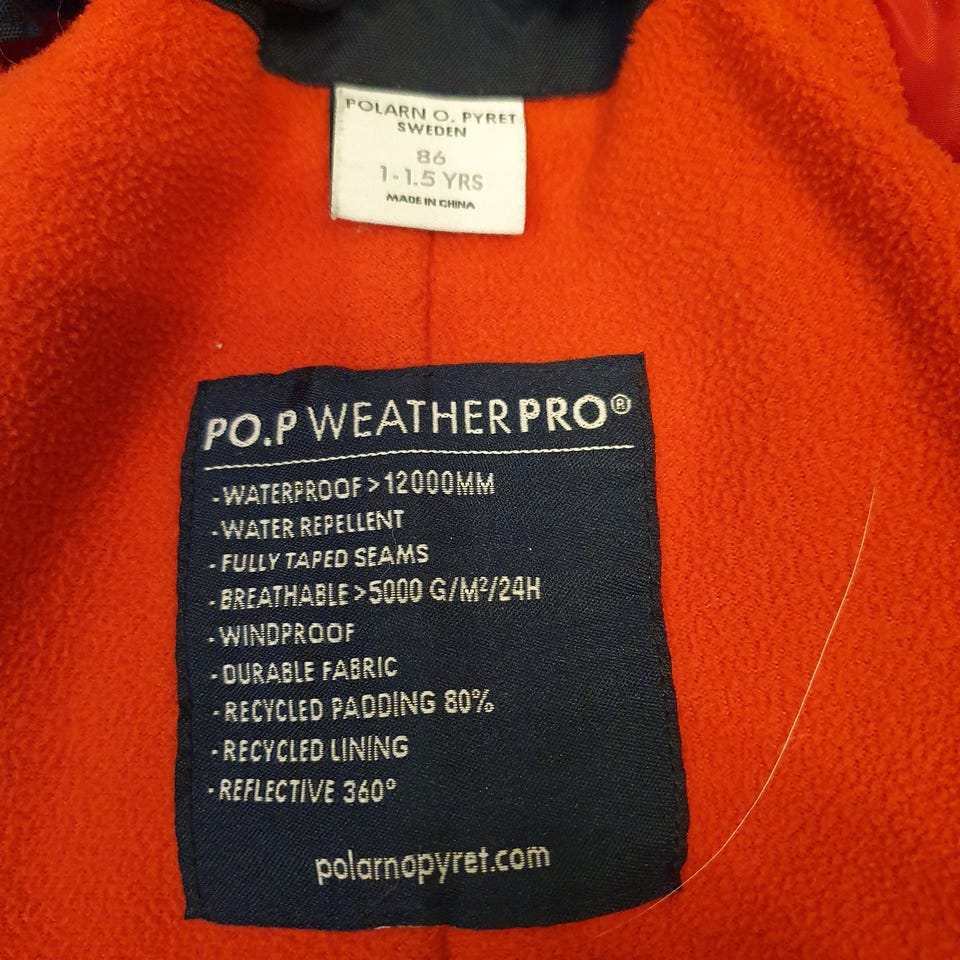 POLARN O. PYRET
SWEDEN
86
1-1.5 YRS
MADE IN CHINA
PO.P WEATHERPRO®
-WATERPROOF >12000MM
-WATER REPELLENT
-FULLY TAPED SEAMS
-BREATHABLE >5000 G/M²/24H
-WINDPROOF
-DURABLE FABRIC
-RECYCLED PADDING 80%
-RECYCLED LINING
-REFLECTIVE 360°
polarnopyret.com